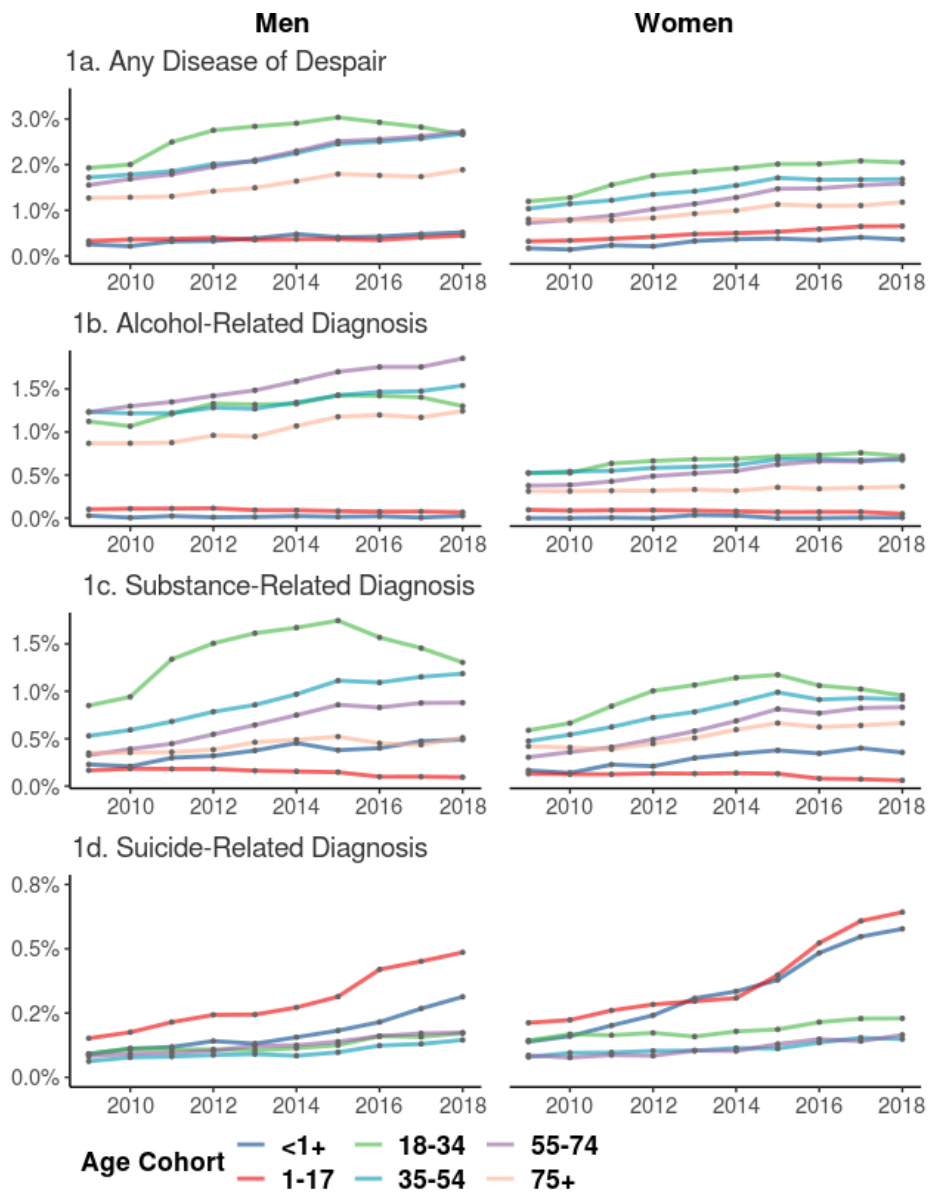 Men Women
1a. Any Disease of Despair
3.0%
2.0%
1.0%
0.0%
2010 2012 2014 2016 2018 2010 2012 2014 2016 2018
1b. Alcohol-Related Diagnosis
1.5%
1.0%
0.5%
0.0%
2010 2012 2014 2016 2018 2010 2012 2014 2016 2018
1c. Substance-Related Diagnosis
1.5%
1.0%
0.5%
0.0%
2010 2012 2014 2016 2018 2010 2012 2014 2016 2018
1d. Suicide-Related Diagnosis
0.8%
0.5%
0.2%
0.0%
2010 2012 2014 2016 2018 2010 2012 2014 2016 2018
Age Cohort <1+ 18-34 55-74
1-17 35-54 75+